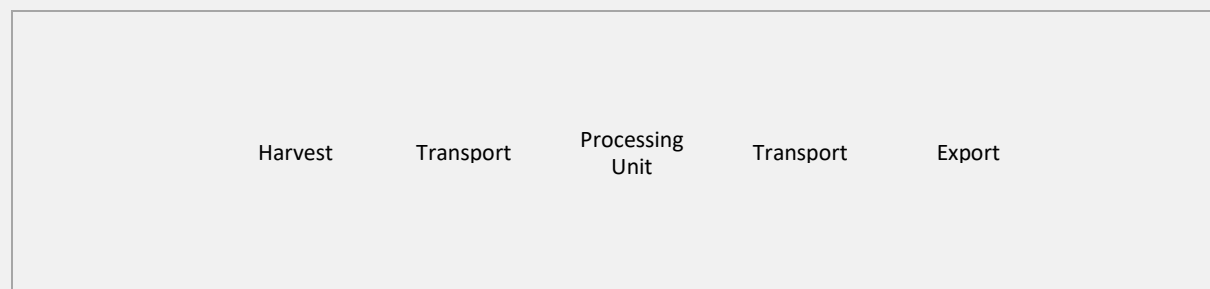 Harvest
Transport
Processing
Unit
Transport
Export